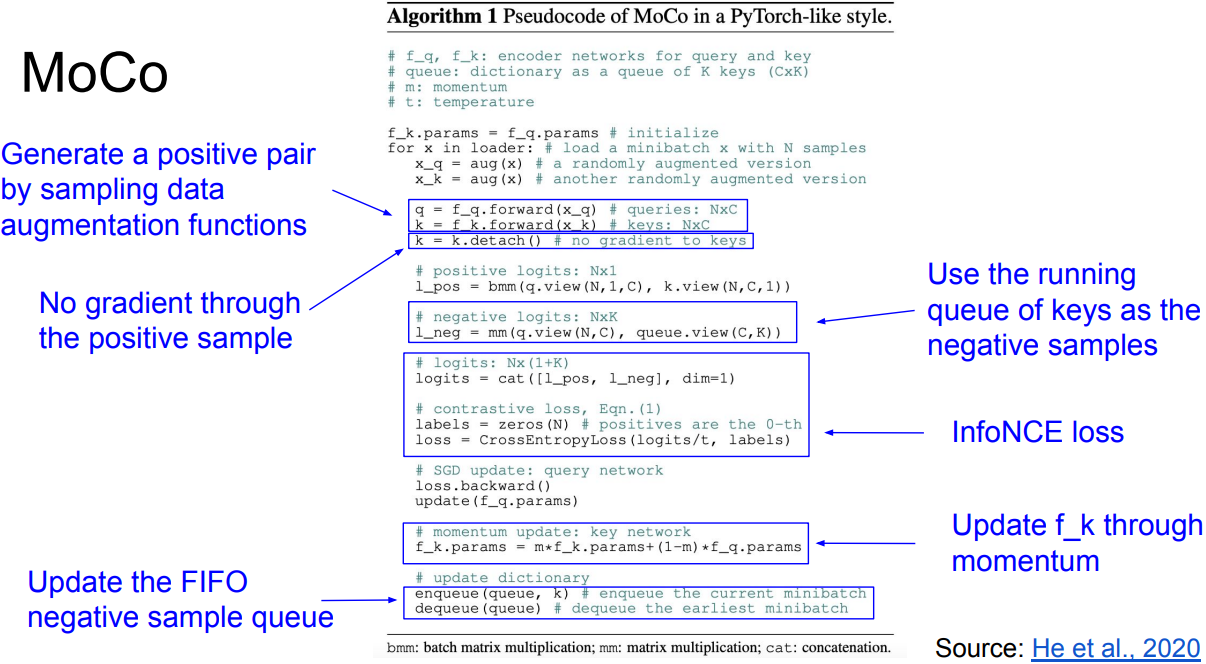 MoCo
Generate a positive pair
by sampling data
augmentation functions
No gradient through
the positive sample
Update the FIFO
negative sample queue
Algorithm 1 Pseudocode of MoCo in a PyTorch-like style.
# f_q, f_k: encoder networks for query and key
# queue: dictionary as a queue of K keys (CxK)
# m: momentum
# t: temperature
f_k.params = f_q.params # initialize
for x in loader: # load a minibatch x with N samples
x_q = aug(x) # a randomly augmented version
x_k = aug(x) # another randomly augmented version
q = f_q.forward(x_q) # queries: NxC
k = f_k.forward(x_k) # keys: NxC
k = k.detach() # no gradient to keys
# positive logits: Nx1
l_pos = bmm(q.view(N,1,C), k.view(N,C,1))
# negative logits: NxK
l_neg = mm(q.view(N,C), queue.view(C,K))
# logits: Nx(1+K)
logits = cat([l_pos, l_neg], dim=1)
# contrastive loss, Eqn.(1)
labels = zeros(N) # positives are the 0-th
loss = CrossEntropyLoss(logits/t, labels)
# SGD update: query network
loss.backward()
update(f_q.params)
# momentum update: key network
f_k.params = m*f_k.params+(1-m)*f_q.params
# update dictionary
enqueue(queue, k) # enqueue the current minibatch
dequeue(queue) # dequeue the earliest minibatch
bmm: batch matrix multiplication; mm: matrix multiplication; cat: concatenation.
Use the running
queue of keys as the
negative samples
InfoNCE loss
Update f_k through
momentum
Source: He et al., 2020